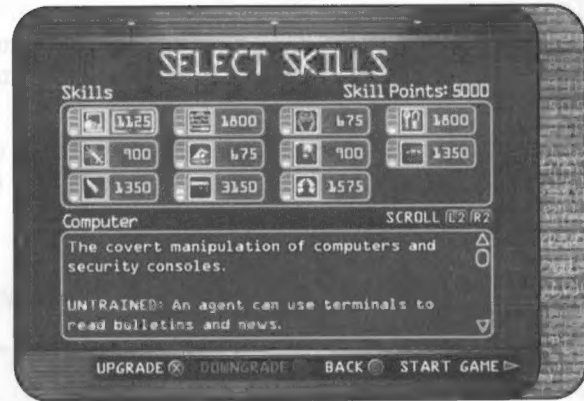 SELECT SKILLS
Skills Skill Points: 5000
1125 1800 675 1800
900 675 900 1350
1350 3150 1575
Computer SCROLL L2 R2
The covert manipulation of computers and
security consoles.
UNTRAINED: An agent can use terminals to
read bulletins and news.
UPGRADE DOWNGRADE BACK START GAME